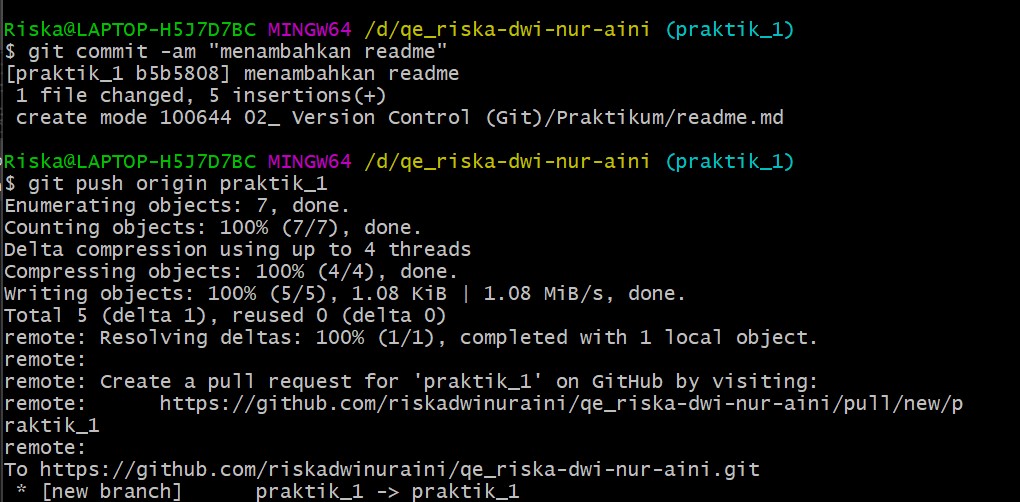 Riska@LAPTOP-H5J7D7BC MINGW64 /d/qe_riska-dwi-nur-aini (praktik_1)
$ git commit -am "menambahkan readme"
[praktik_1 b5b5808] menambahkan readme
 1 file changed, 5 insertions(+)
 create mode 100644 02_ Version Control (Git)/Praktikum/readme.md
Riska@LAPTOP-H5J7D7BC MINGW64 /d/qe_riska-dwi-nur-aini (praktik_1)
$ git push origin praktik_1
Enumerating objects: 7, done.
Counting objects: 100% (7/7), done.
Delta compression using up to 4 threads
Compressing objects: 100% (4/4), done.
Writing objects: 100% (5/5), 1.08 KiB | 1.08 MiB/s, done.
Total 5 (delta 1), reused 0 (delta 0)
remote: Resolving deltas: 100% (1/1), completed with 1 local object.
remote:
remote: Create a pull request for 'praktik_1' on GitHub by visiting:
remote:      https://github.com/riskadwinuraini/qe_riska-dwi-nur-aini/pull/new/p
raktik_1
remote:
To https://github.com/riskadwinuraini/qe_riska-dwi-nur-aini.git
 * [new branch]      praktik_1 -> praktik_1